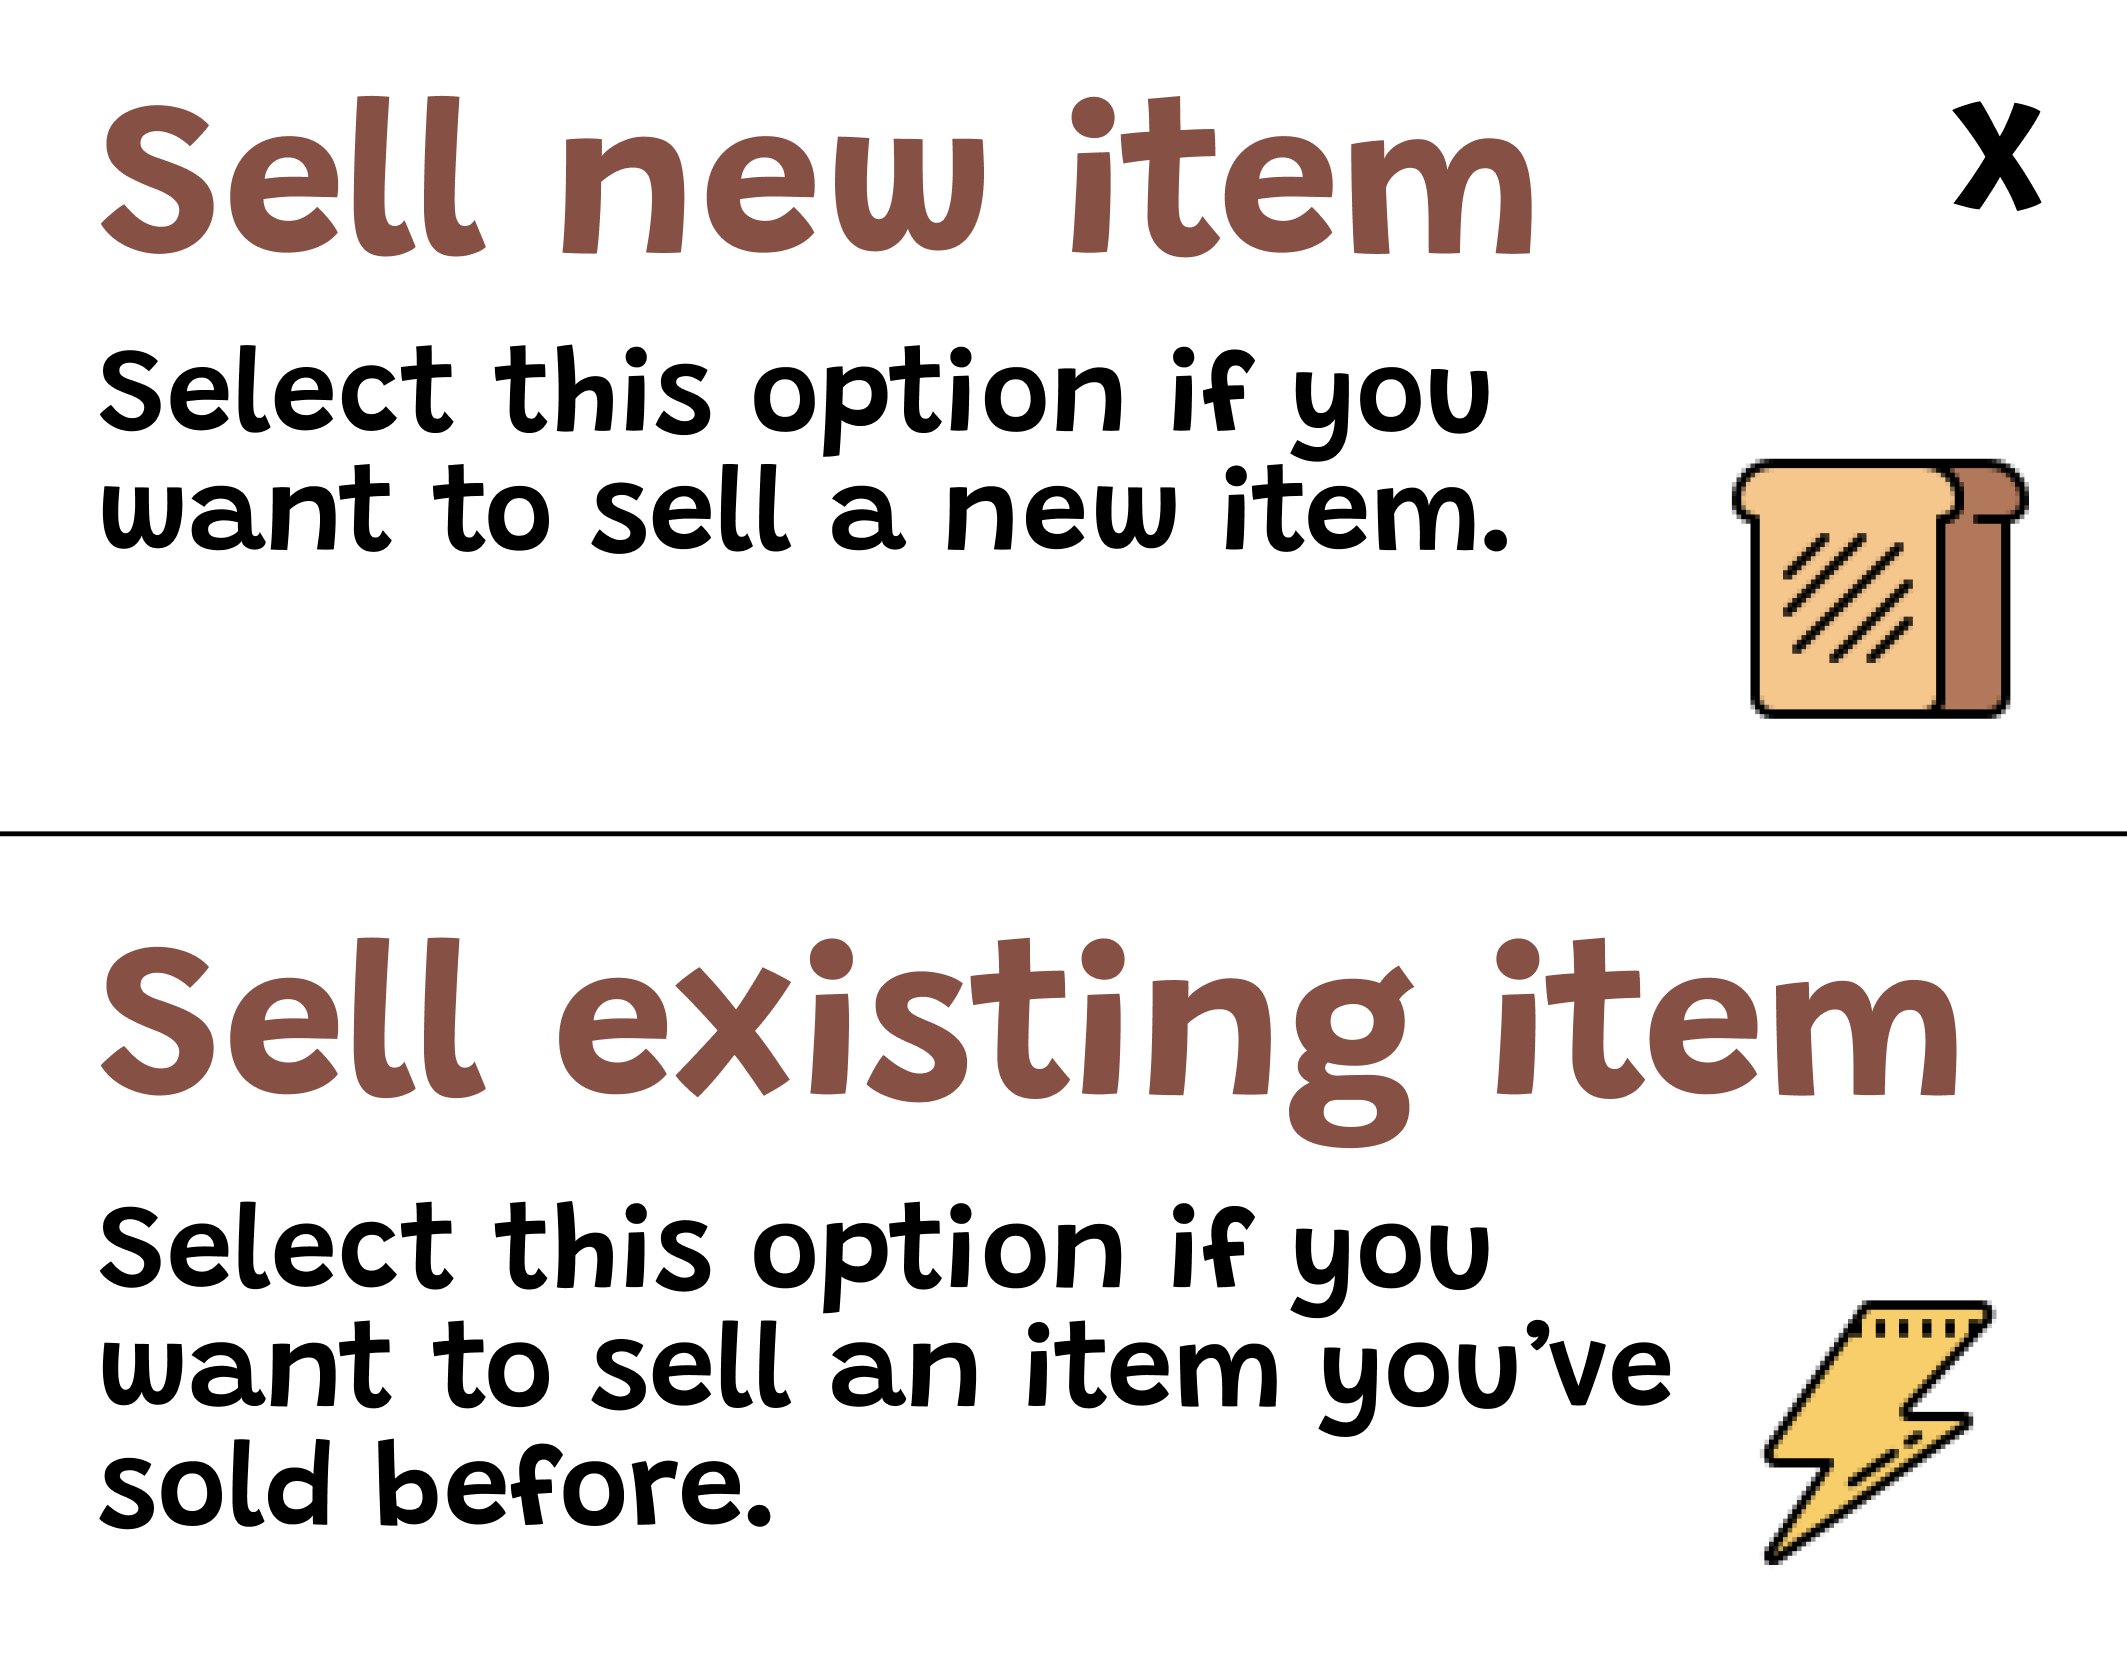 Sell new item
X
Select this option if you
want to sell a new item.
Sell existing item
Select this option if you
want to sell an item you’ve
sold before.